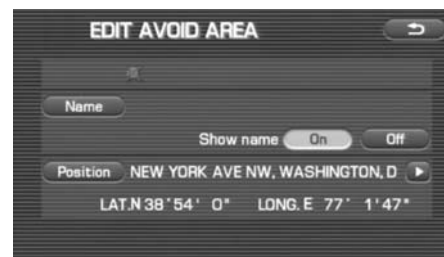 EDIT AVOID AREA
Name
Show name On Off
Position NEW YORK AVE NW, WASHINGTON, D
LAT.N 38°54' 0" LONG.E 77° 1'47"